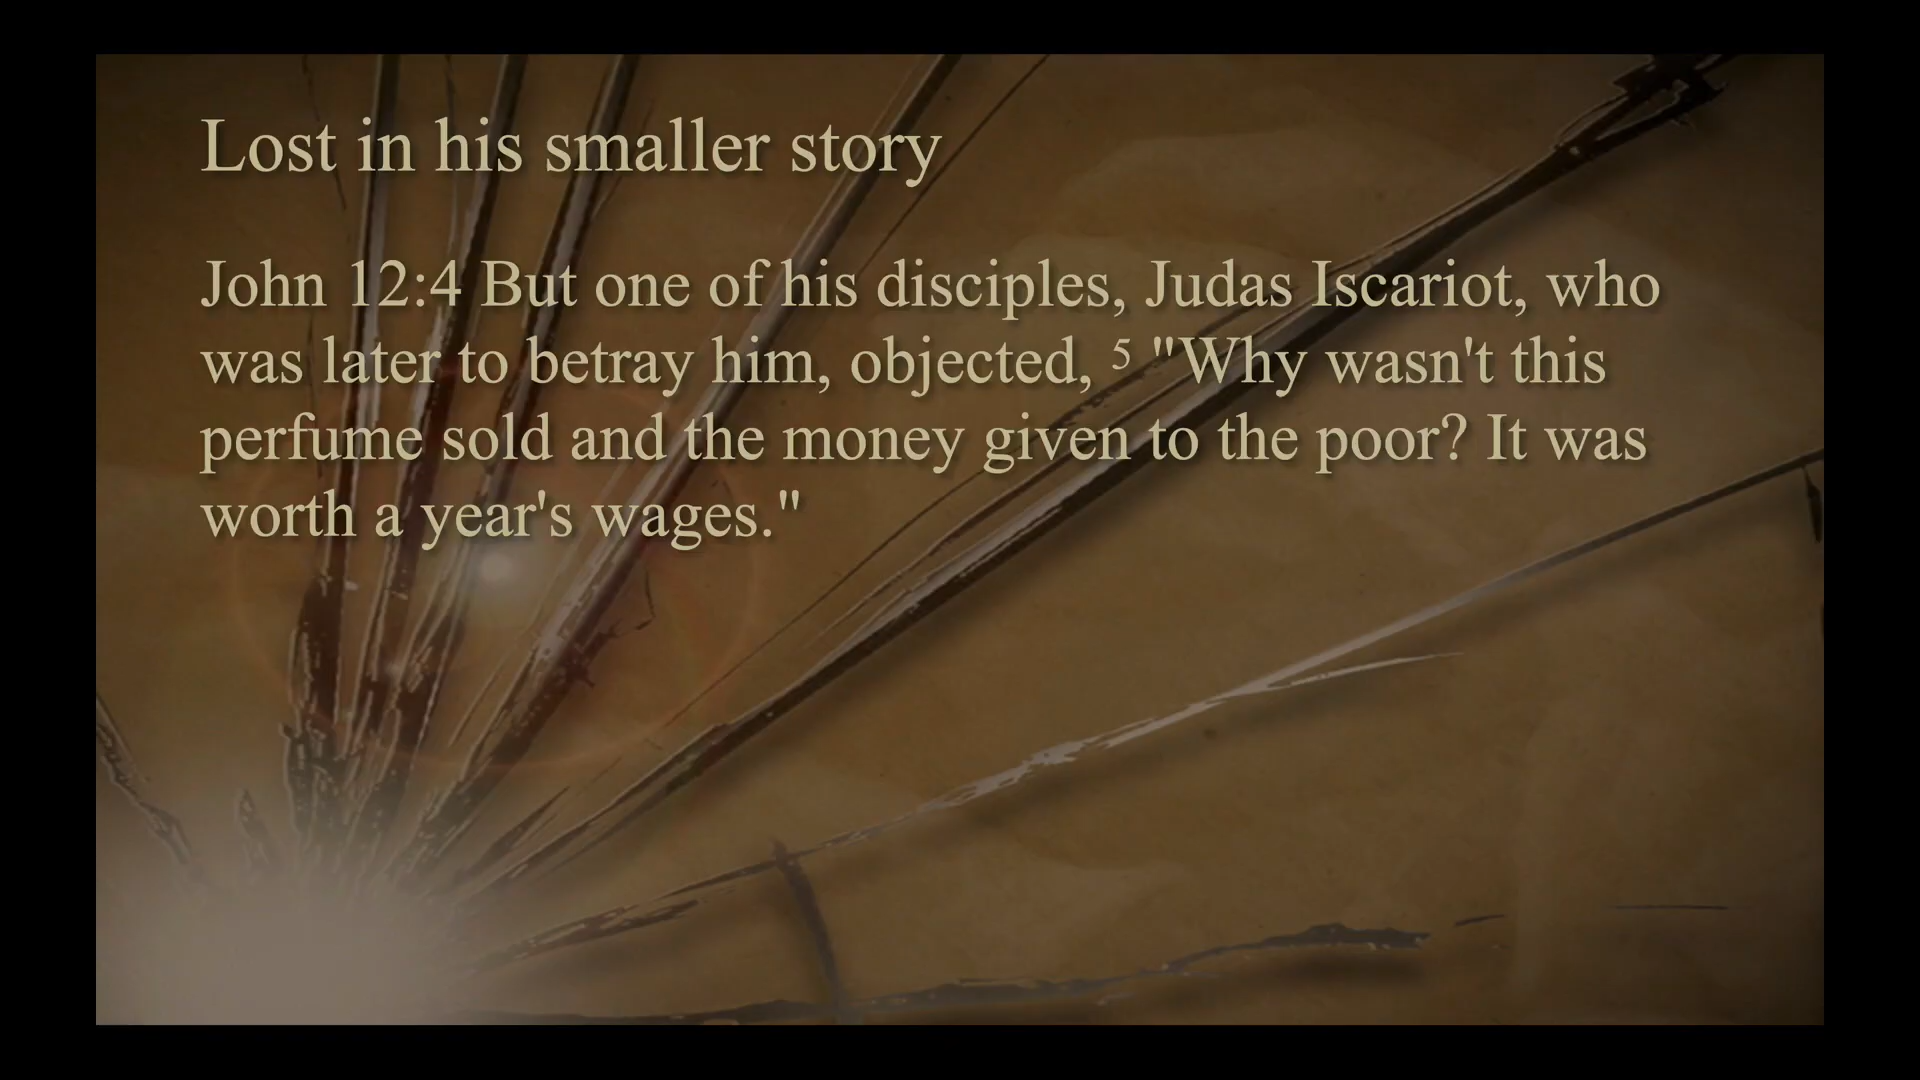 Lost in his smaller story
John 12:4 But one of his disciples, Judas Iscariot, who
was later to betray him, objected, 5 "Why wasn't this
perfume sold and the money given to the poor? It was
worth a year's wages."